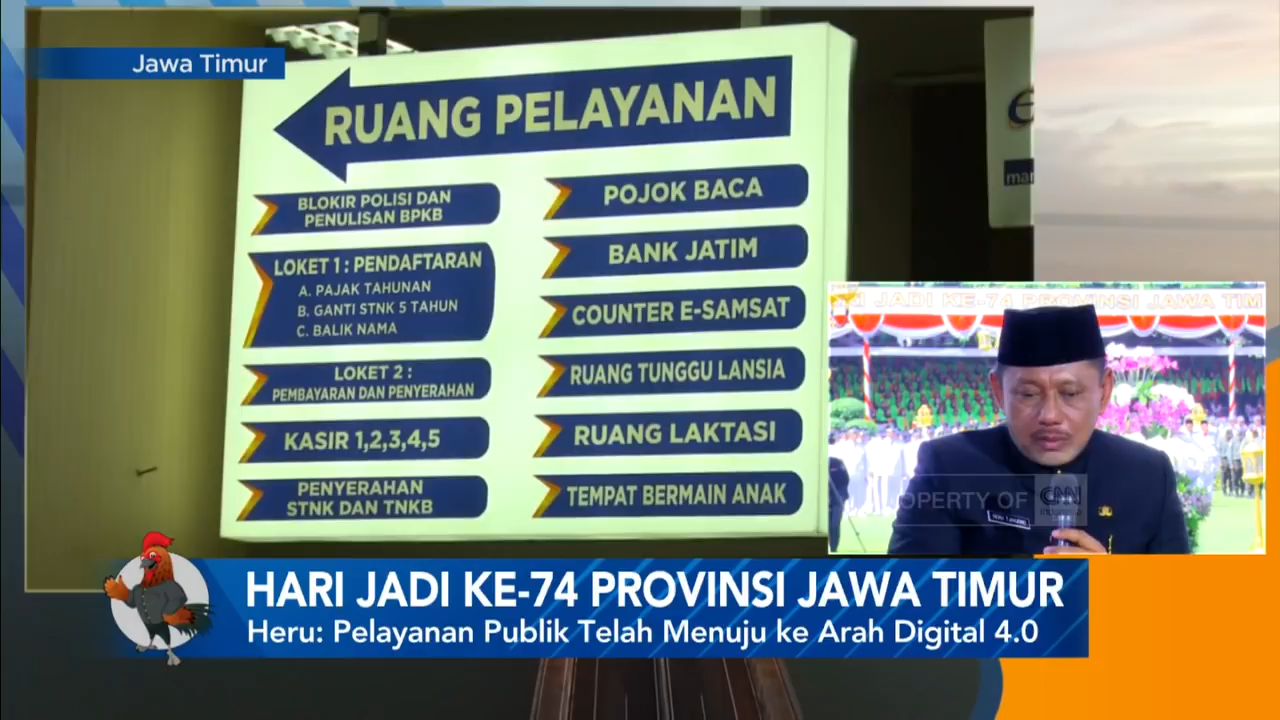 Jawa Timur
RUANG PELAYANAN
BLOKIR POLISI DAN
PENULISAN BPKB
LOKET 1 : PENDAFTARAN
A. PAJAK TAHUNAN
B. GANTI STNK 5 TAHUN
C. BALIK NAMA
LOKET 2 :
PEMBAYARAN DAN PENYERAHAN
KASIR 1,2,3,4,5
PENYERAHAN
STNK DAN TNKB
POJOK BACA
BANK JATIM
COUNTER E-SAMSAT
RUANG TUNGGU LANSIA
RUANG LAKTASI
TEMPAT BERMAIN ANAK
JADI KE-74 PROVINSI JAWA TIM
OPERTY OF
CNN
Indonesia
HARI JADI KE-74 PROVINSI JAWA TIMUR
Heru: Pelayanan Publik Telah Menuju ke Arah Digital 4.0